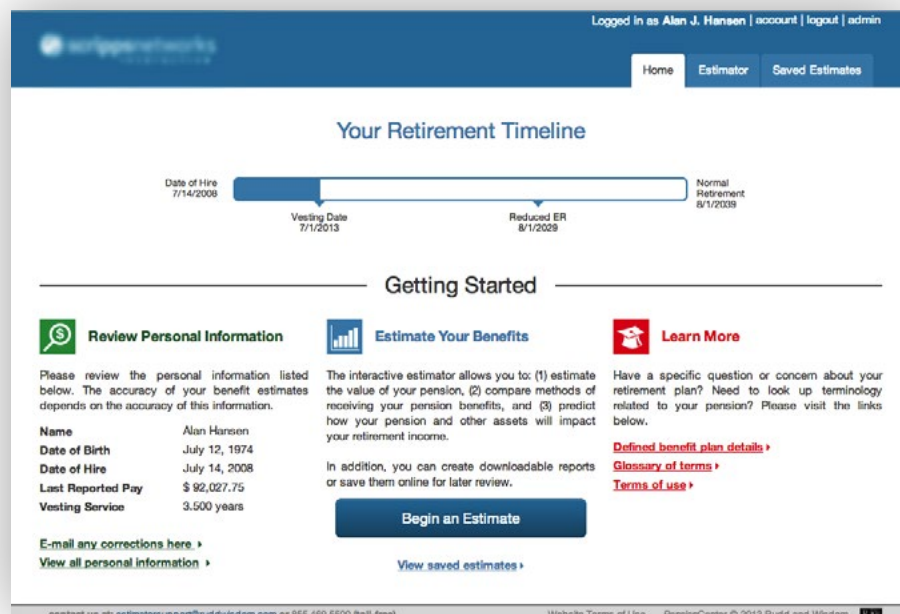 Logged in as Alan J. Hansen | account | logout | admin
scrippsnetworks
Home Estimator Saved Estimates
Your Retirement Timeline
Date of Hire
7/14/2008
Normal
Retirement
8/1/2039
Vesting Date
7/1/2013
Reduced ER
8/1/2029
Getting Started
Review Personal Information
Please review the personal information listed
below. The accuracy of your benefit estimates
depends on the accuracy of this information.
Name Alan Hansen
Date of Birth July 12, 1974
Date of Hire July 14, 2008
Last Reported Pay $ 92,027.75
Vesting Service 3.500 years
E-mail any corrections here
View all personal information
Estimate Your Benefits
The interactive estimator allows you to: (1) estimate
the value of your pension, (2) compare methods of
receiving your pension benefits, and (3) predict
how your pension and other assets will impact
your retirement income.
In addition, you can create downloadable reports
or save them online for later review.
Begin an Estimate
View saved estimates
Learn More
Have a specific question or concern about your
retirement plan? Need to look up terminology
related to your pension? Please visit the links
below.
Defined benefit plan details
Glossary of terms
Terms of use